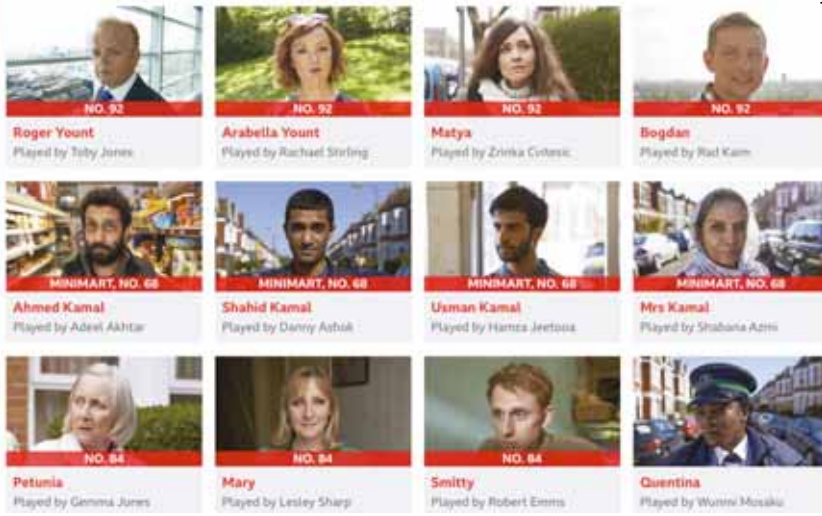 NO. 92
Roger Yount
Played by Toby Jones
NO. 92
Arabella Yount
Played by Rachael Stirling
NO. 92
Matya
Played by Zrinka Cvitesic
NO. 92
Bogdan
Played by Rad Kaim
MINIMART, NO. 68
Ahmed Kamal
Played by Adeel Akhtar
MINIMART, NO. 68
Shahid Kamal
Played by Danny Ashok
MINIMART, NO. 68
Usman Kamal
Played by Hamza Jeetooa
MINIMART, NO. 68
Mrs Kamal
Played by Shabana Azmi
NO. 84
Petunia
Played by Gemma Jones
NO. 84
Mary
Played by Lesley Sharp
NO. 84
Smitty
Played by Robert Emms
Quentina
Played by Wunmi Mosaku